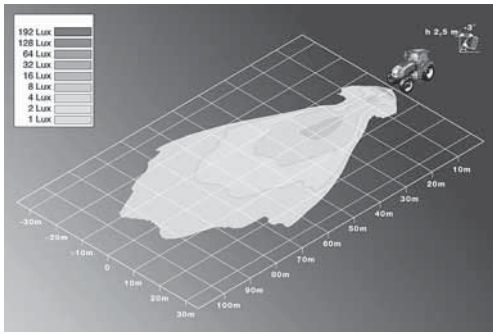 192 Lux
128 Lux
64 Lux
32 Lux
16 Lux
8 Lux
4 Lux
2 Lux
1 Lux
h 2,5 m
-3°
-30m
-20m
-10m
0
10m
20m
30m
10m
20m
30m
40m
50m
60m
70m
80m
90m
100m